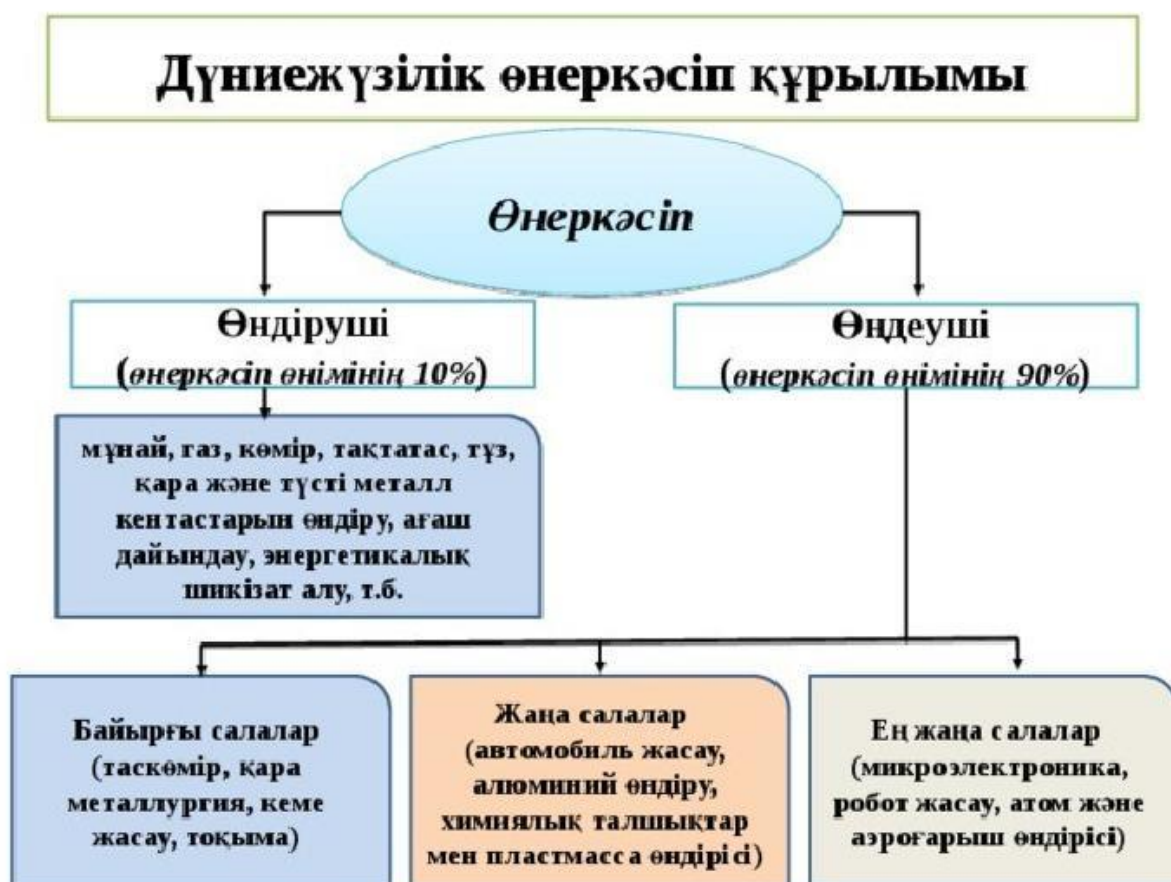 Дүниежүзілік өнеркәсіп құрылымы
Өнеркәсіп
Өндіруші
(өнеркәсіп өнімінің 10%)
Өңдеуші
(өнеркәсіп өнімінің 90%)
мұнай, газ, көмір, тақтатас, тұз,
қара және түсті металл
кентастарын өндіру, ағаш
дайындау, энергетикалық
шикізат алу, т.б.
Байырғы салалар
(таскөмір, қара
металлургия, кеме
жасау, тоқыма)
Жаңа салалар
(автомобиль жасау,
алюминий өндіру,
химиялық талшықтар
мен пластмасса өндірісі)
Ең жаңа салалар
(микроэлектроника,
робот жасау, атом және
аэроғарыш өндірісі)